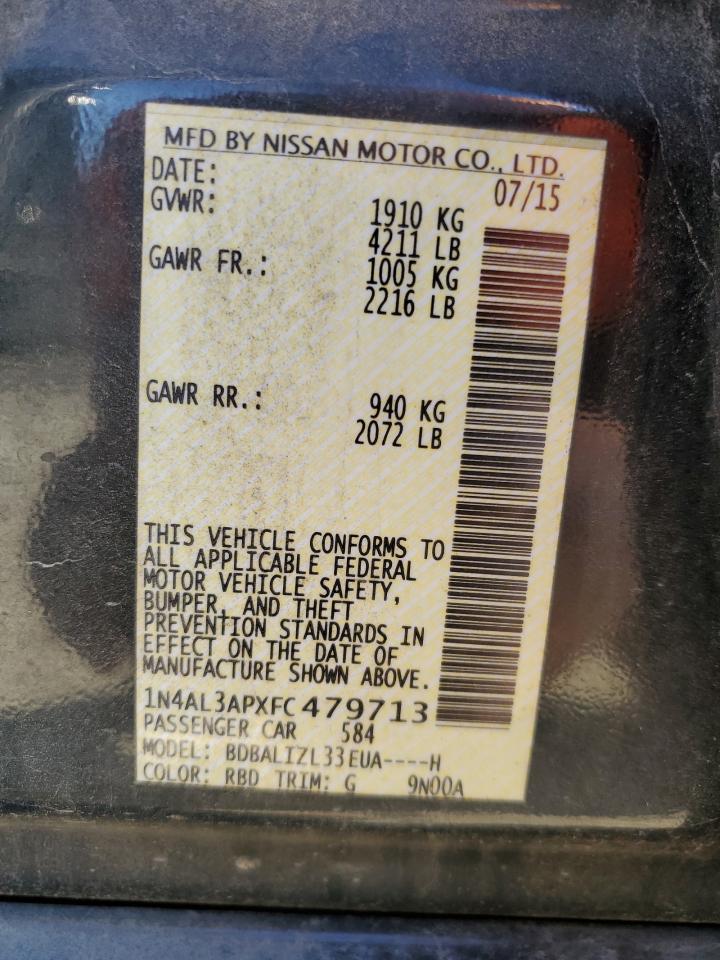 MFD BY NISSAN MOTOR CO., LTD.
DATE: 07/15
GVWR: 1910 KG
4211 LB
GAWR FR.: 1005 KG
2216 LB
GAWR RR.: 940 KG
2072 LB
THIS VEHICLE CONFORMS TO
ALL APPLICABLE FEDERAL
MOTOR VEHICLE SAFETY,
BUMPER, AND THEFT
PREVENTION STANDARDS IN
EFFECT ON THE DATE OF
MANUFACTURE SHOWN ABOVE.
1N4AL3APXFC479713
PASSENGER CAR 584
MODEL: BDBALIZL33EUA----H
COLOR: RBD TRIM: G 9N00A